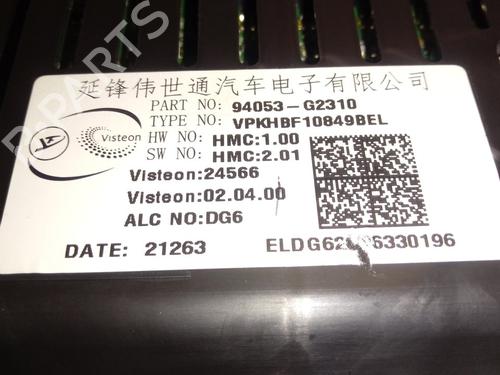 延锋伟世通汽车电子有限公司
PART NO: 94053-G2310
TYPE NO: VPKHBF10849BEL
Visteon
HW NO: HMC:1.00
SW NO: HMC:2.01
Visteon:24566
Visteon:02.04.00
ALC NO:DG6
DATE: 21263